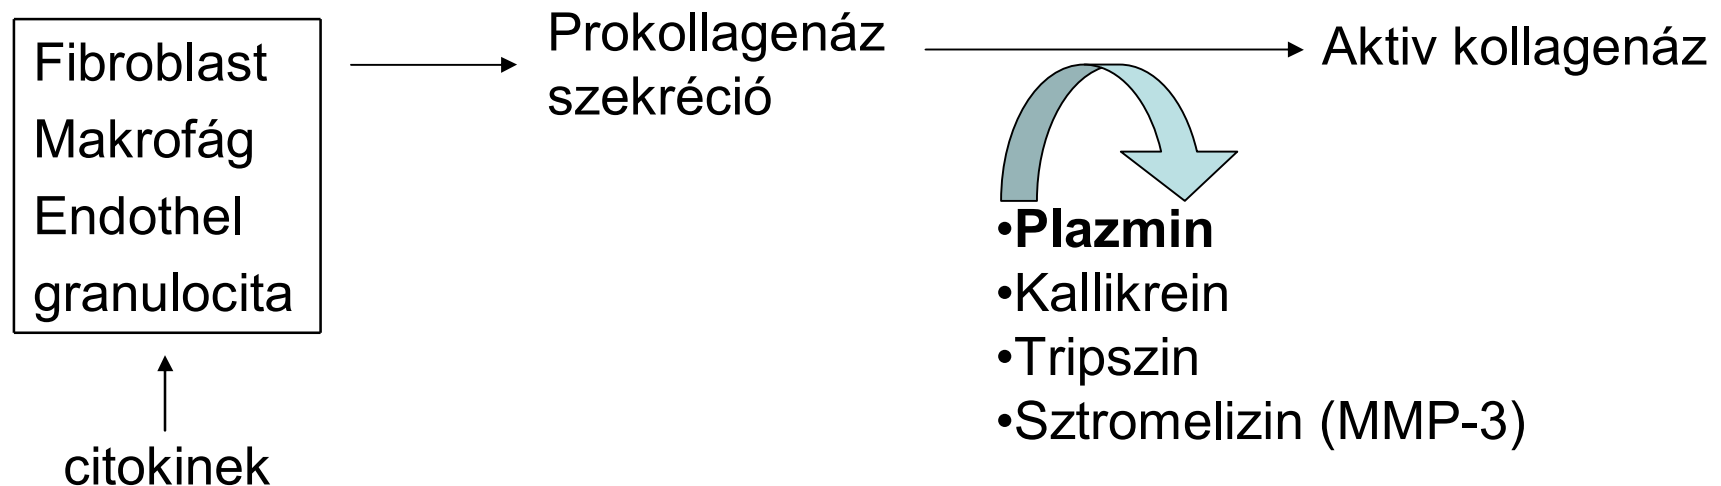 Fibroblast
Makrofág
Endothel
granulocita
citokinek
Prokollagenáz
szekréció
Aktiv kollagenáz
•Plazmin
•Kallikrein
•Tripszin
•Sztromelizin (MMP-3)